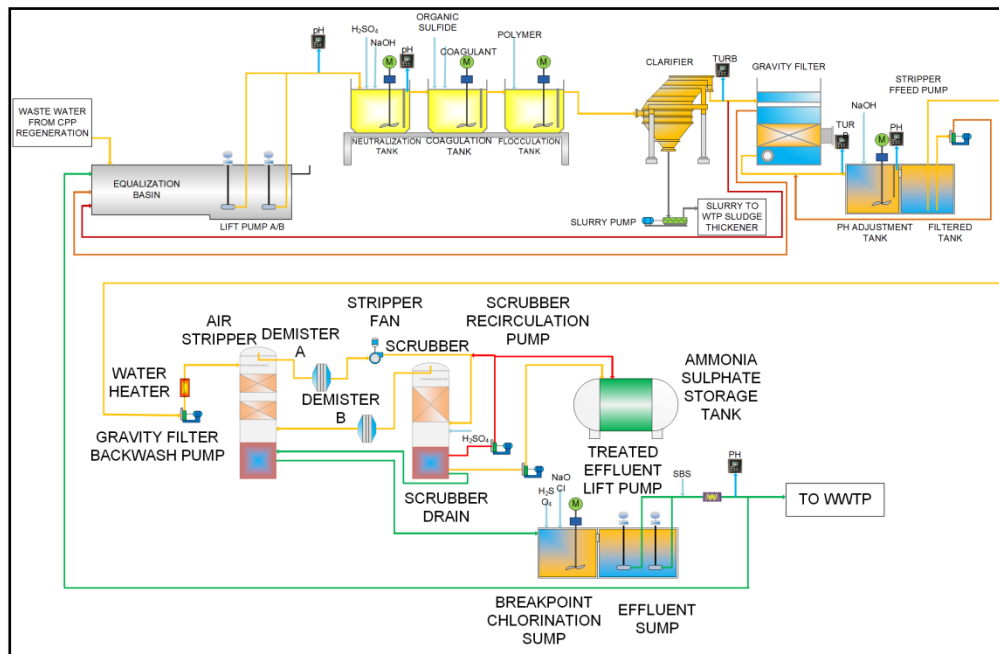 ORGANIC
SULFIDE
H₂SO₄
NaOH
pH
pH
COAGULANT
POLYMER
M
M
M
CLARIFIER
TURB
GRAVITY FILTER
STRIPPER
FFEED PUMP
NaOH
TUR
B
M
PH
WASTE WATER
FROM CPP
REGENERATION
NEUTRALIZATION
TANK
COAGULATION
TANK
FLOCCULATION
TANK
EQUALIZATION
BASIN
LIFT PUMP A/B
SLURRY PUMP
SLURRY TO
WTP SLUDGE
THICKENER
PH ADJUSTMENT
TANK
FILTERED
TANK
AIR
STRIPPER
DEMISTER
A
STRIPPER
FAN
SCRUBBER
SCRUBBER
RECIRCULATION
PUMP
WATER
HEATER
DEMISTER
B
AMMONIA
SULPHATE
STORAGE
TANK
H₂SO₄
GRAVITY FILTER
BACKWASH PUMP
SCRUBBER
DRAIN
TREATED
EFFLUENT
LIFT PUMP
H₂S
O₄
NaO
Cl
M
SBS
PH
TO WWTP
BREAKPOINT
CHLORINATION
SUMP
EFFLUENT
SUMP